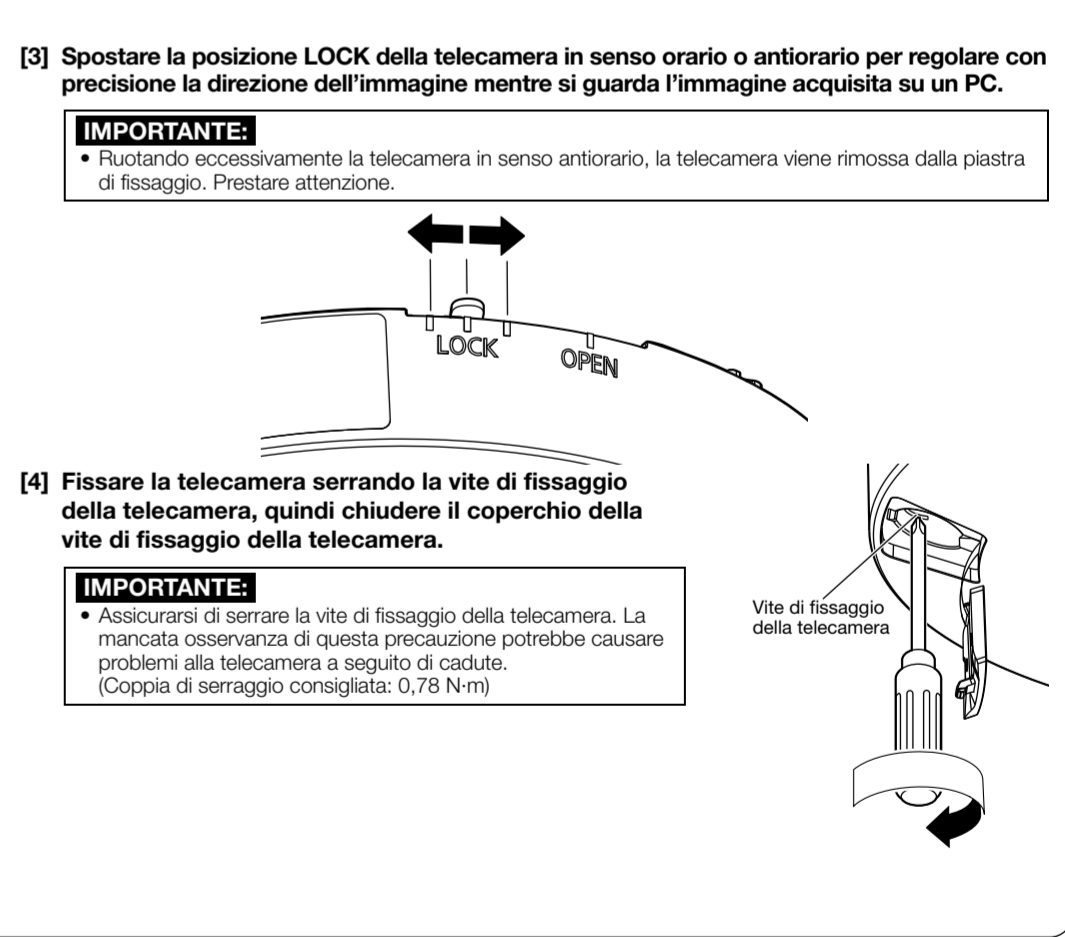 [3] Spostare la posizione LOCK della telecamera in senso orario o antiorario per regolare con
precisione la direzione dell’immagine mentre si guarda l’immagine acquisita su un PC.
IMPORTANTE:
• Ruotando eccessivamente la telecamera in senso antiorario, la telecamera viene rimossa dalla piastra
di fissaggio. Prestare attenzione.
LOCK
OPEN
[4] Fissare la telecamera serrando la vite di fissaggio
della telecamera, quindi chiudere il coperchio della
vite di fissaggio della telecamera.
IMPORTANTE:
• Assicurarsi di serrare la vite di fissaggio della telecamera. La
mancata osservanza di questa precauzione potrebbe causare
problemi alla telecamera a seguito di cadute.
(Coppia di serraggio consigliata: 0,78 N·m)
Vite di fissaggio
della telecamera